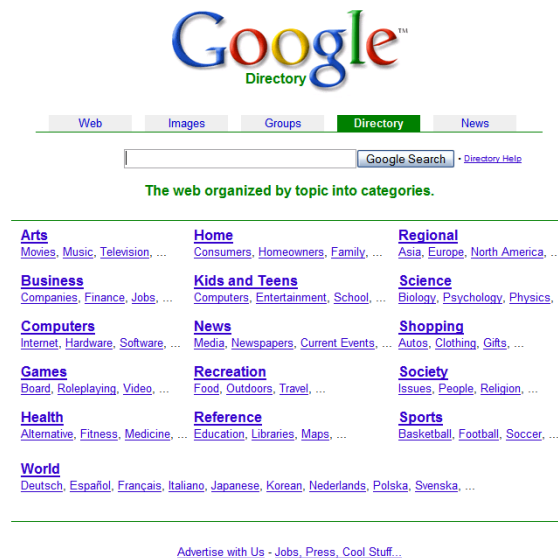 Google™
Directory
Web Images Groups Directory News
Google Search • Directory Help
The web organized by topic into categories.
Arts Home Regional
Movies, Music, Television, ... Consumers, Homeowners, Family, ... Asia, Europe, North America, ...
Business Kids and Teens Science
Companies, Finance, Jobs, ... Computers, Entertainment, School, ... Biology, Psychology, Physics,
Computers News Shopping
Internet, Hardware, Software, ... Media, Newspapers, Current Events, ... Autos, Clothing, Gifts, ...
Games Recreation Society
Board, Roleplaying, Video, ... Food, Outdoors, Travel, ... Issues, People, Religion, ...
Health Reference Sports
Alternative, Fitness, Medicine, ... Education, Libraries, Maps, ... Basketball, Football, Soccer, ...
World
Deutsch, Español, Français, Italiano, Japanese, Korean, Nederlands, Polska, Svenska, ...
Advertise with Us - Jobs, Press, Cool Stuff...